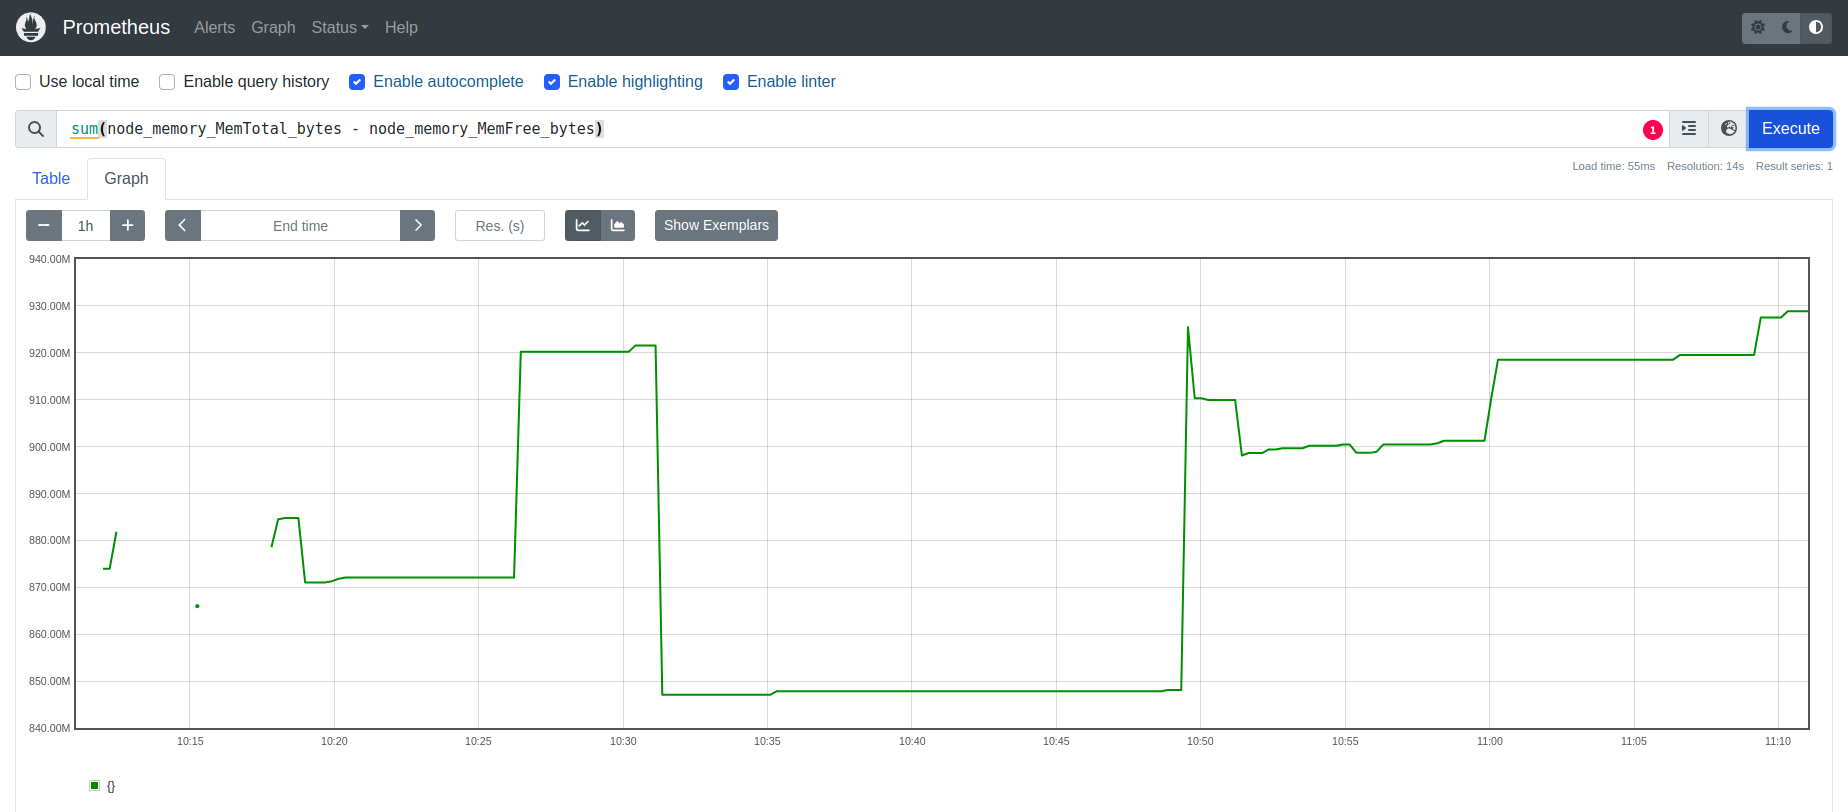 Prometheus Alerts Graph Status Help
Use local time Enable query history Enable autocomplete Enable highlighting Enable linter
sum(node_memory_MemTotal_bytes - node_memory_MemFree_bytes) 1 Execute
Load time: 55ms Resolution: 14s Result series: 1
Table Graph
1h End time Res. (s) Show Exemplars
940.00M
930.00M
920.00M
910.00M
900.00M
890.00M
880.00M
870.00M
860.00M
850.00M
840.00M
10:15 10:20 10:25 10:30 10:35 10:40 10:45 10:50 10:55 11:00 11:05 11:10
{}